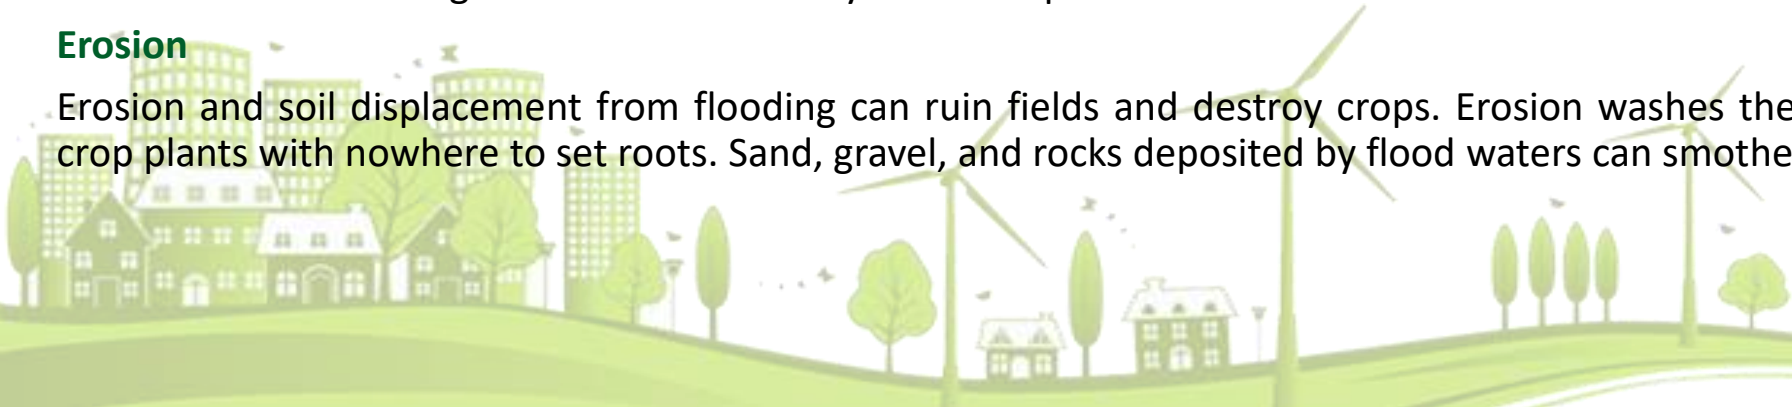 Erosion
Erosion and soil displacement from flooding can ruin fields and destroy crops. Erosion washes the
crop plants with nowhere to set roots. Sand, gravel, and rocks deposited by flood waters can smothe